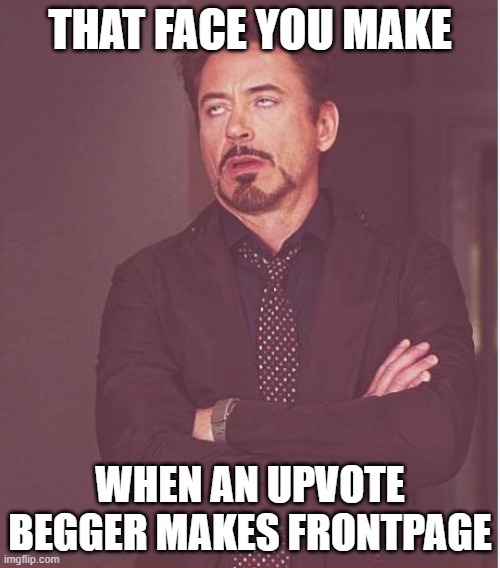 THAT FACE YOU MAKE
WHEN AN UPVOTE
BEGGER MAKES FRONTPAGE
imgflip.com